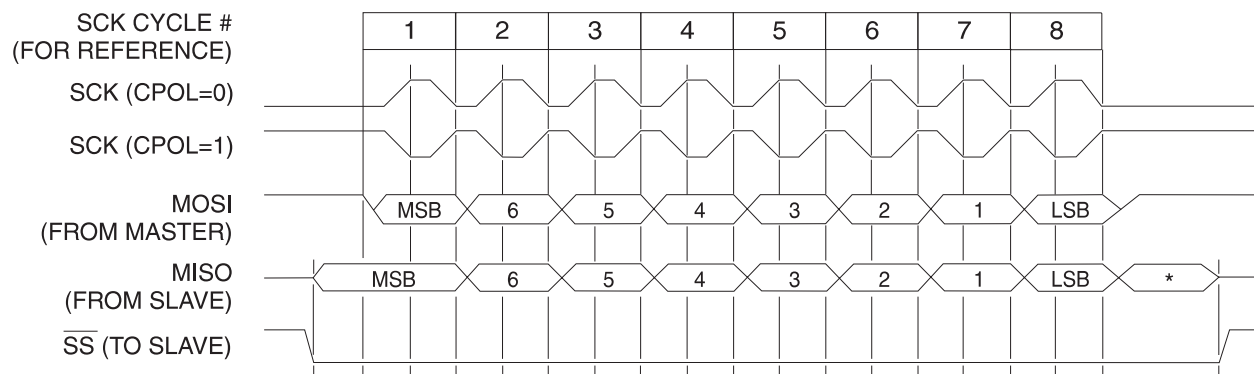 SCK CYCLE # 1 2 3 4 5 6 7 8
(FOR REFERENCE)
SCK (CPOL=0)
SCK (CPOL=1)
MOSI MSB 6 5 4 3 2 1 LSB
(FROM MASTER)
MISO MSB 6 5 4 3 2 1 LSB *
(FROM SLAVE)
SS (TO SLAVE)